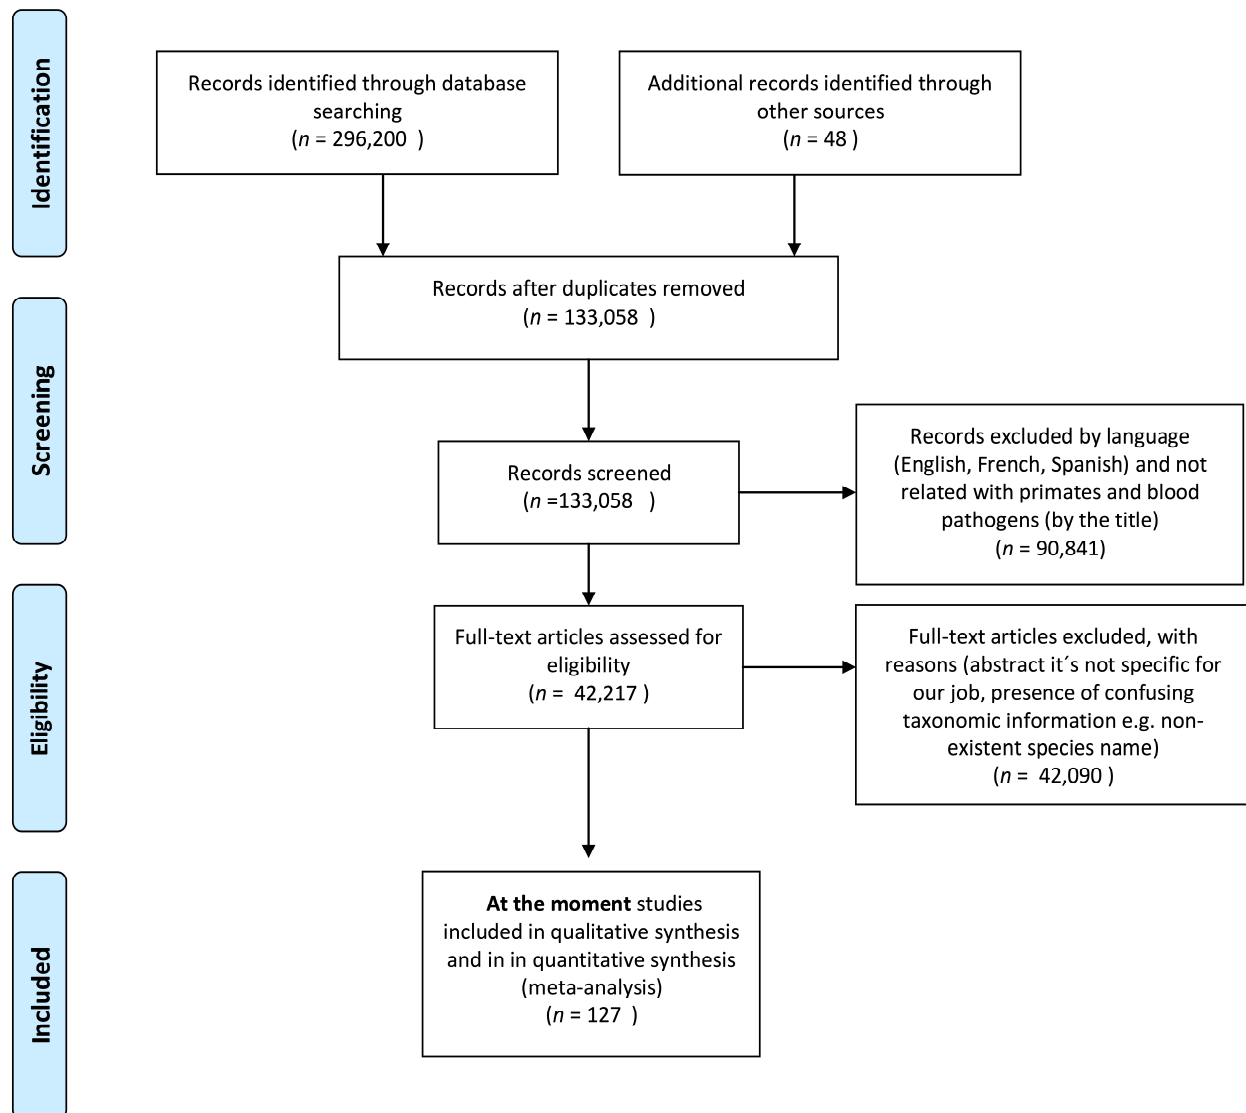 Identification
Records identified through database
searching
(n = 296,200 )
Additional records identified through
other sources
(n = 48 )
Records after duplicates removed
(n = 133,058 )
Screening
Records screened
(n =133,058 )
Records excluded by language
(English, French, Spanish) and not
related with primates and blood
pathogens (by the title)
(n = 90,841)
Eligibility
Full-text articles assessed for
eligibility
(n = 42,217 )
Full-text articles excluded, with
reasons (abstract it´s not specific for
our job, presence of confusing
taxonomic information e.g. non-
existent species name)
(n = 42,090 )
Included
At the moment studies
included in qualitative synthesis
and in in quantitative synthesis
(meta-analysis)
(n = 127 )